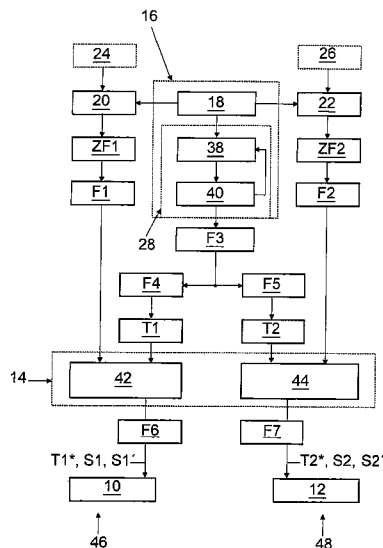 16
24
26
20
18
22
ZF1
38
ZF2
F1
40
F2
28
F3
F4
F5
T1
T2
14
42
44
F6
F7
T1*, S1, S1´
T2*, S2, S2´
10
12
46
48